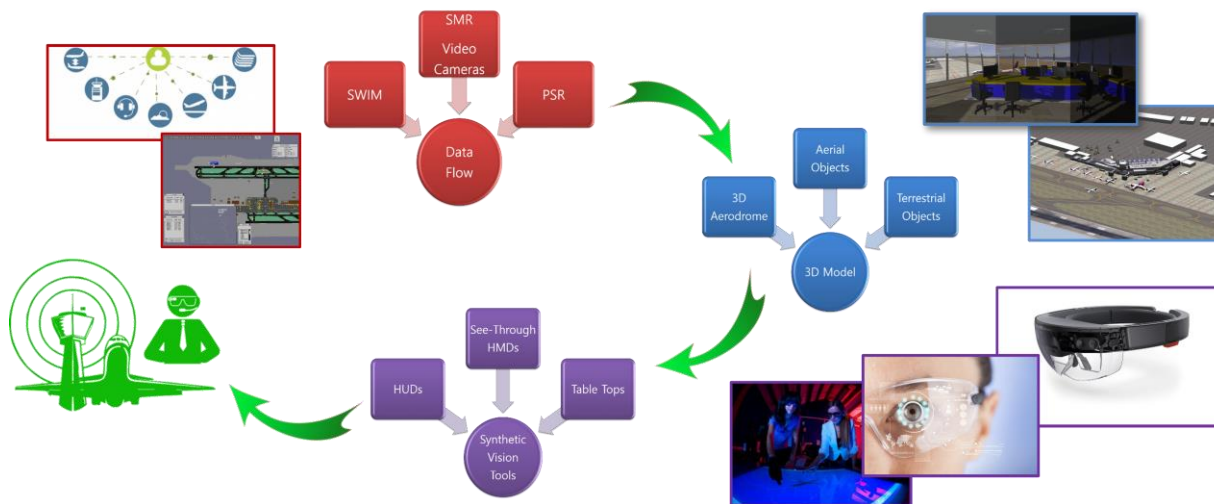 SMR
Video
Cameras
SWIM
PSR
Data
Flow
Aerial
Objects
3D
Aerodrome
Terrestrial
Objects
3D Model
See-Through
HMDs
HUDs
Table Tops
Synthetic
Vision
Tools